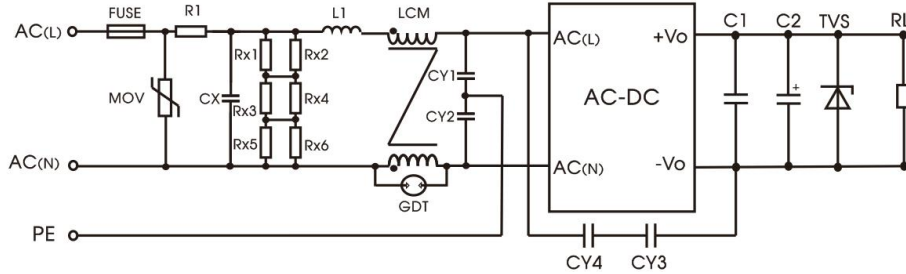 FUSE R1 L1 LCM C1 C2 TVS RL
AC(L) AC(L) +Vo
Rx1 Rx2
CY1
MOV CX Rx3 Rx4 AC-DC +
CY2
Rx5 Rx6
AC(N) AC(N) -Vo
GDT
PE
CY4 CY3